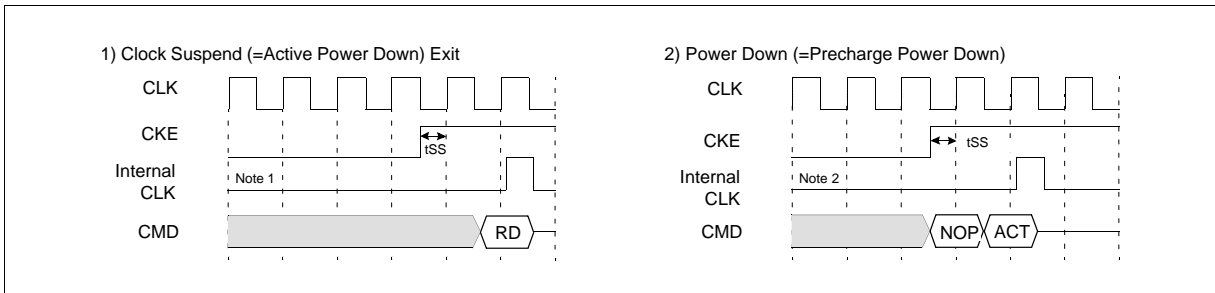 1) Clock Suspend (=Active Power Down) Exit
CLK
CKE
tSS
Internal
CLK
Note 1
CMD
RD
2) Power Down (=Precharge Power Down)
CLK
CKE
tSS
Internal
CLK
Note 2
CMD
NOP
ACT